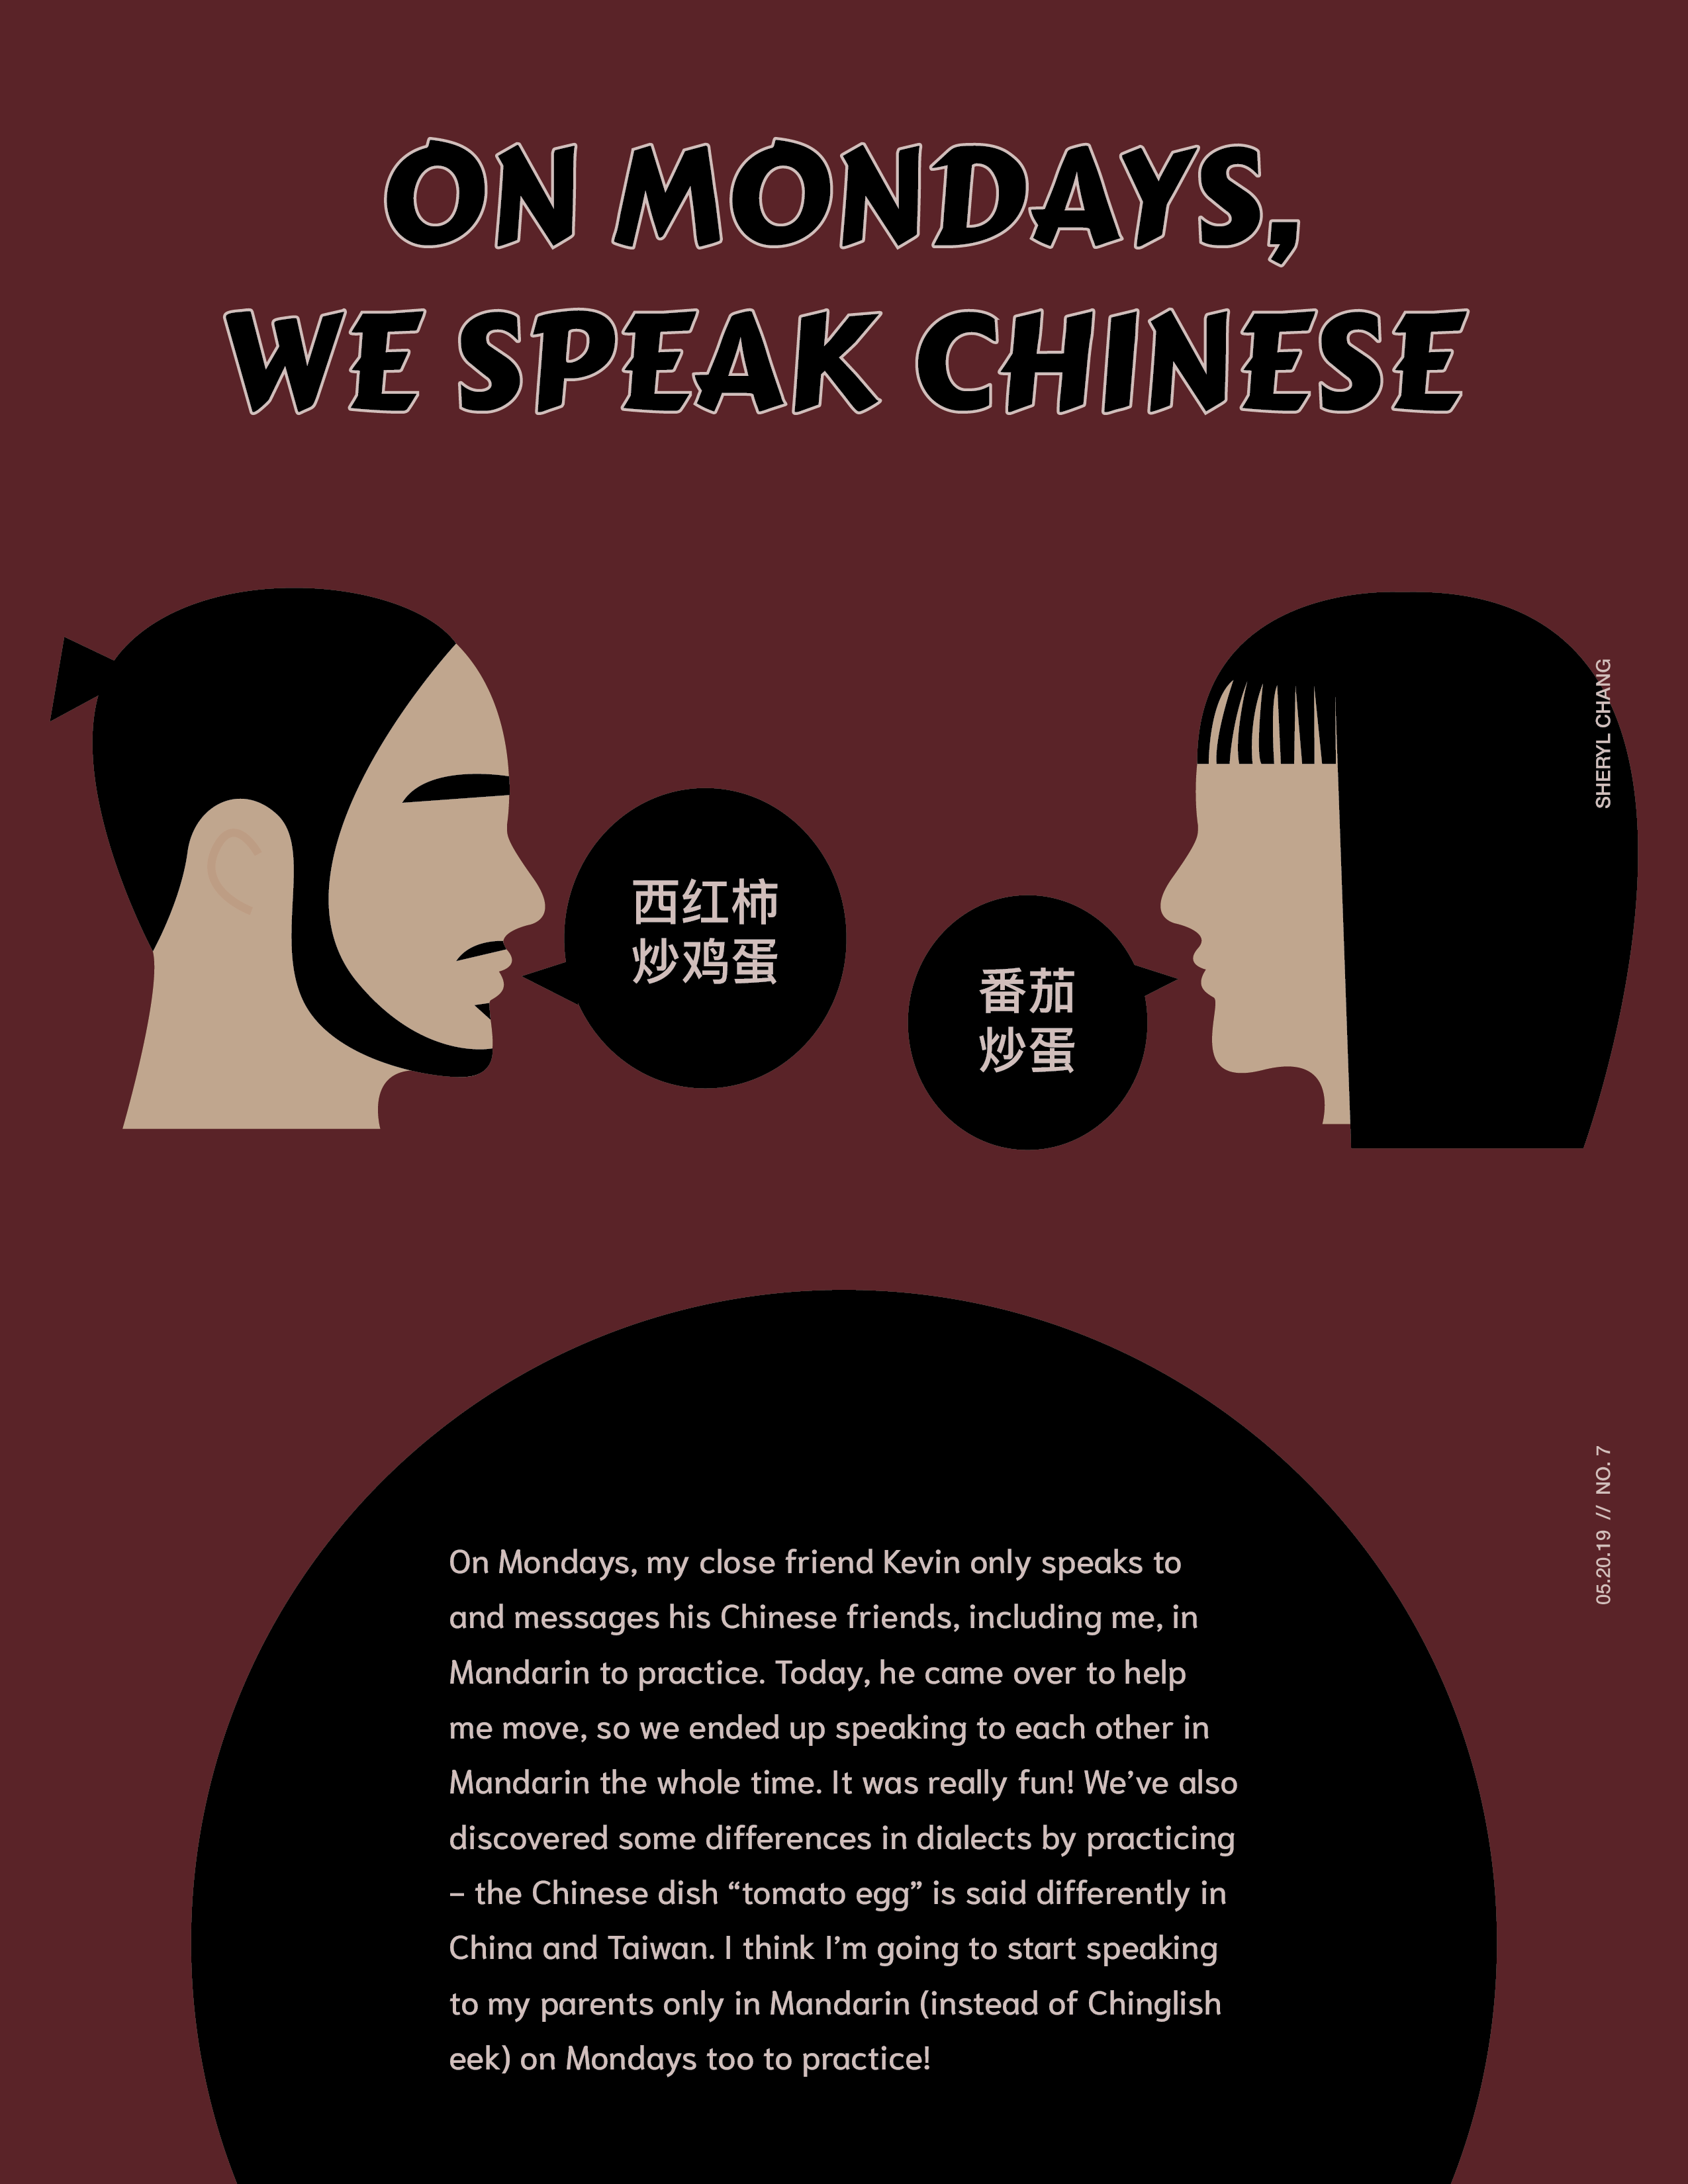 ON MONDAYS,
WE SPEAK CHINESE
SHERYL CHANG
西红柿
炒鸡蛋
番茄
炒蛋
On Mondays, my close friend Kevin only speaks to
and messages his Chinese friends, including me, in
Mandarin to practice. Today, he came over to help
me move, so we ended up speaking to each other in
Mandarin the whole time. It was really fun! We’ve also
discovered some differences in dialects by practicing
– the Chinese dish “tomato egg” is said differently in
China and Taiwan. I think I’m going to start speaking
to my parents only in Mandarin (instead of Chinglish
eek) on Mondays too to practice!
05.20.19 // NO. 7